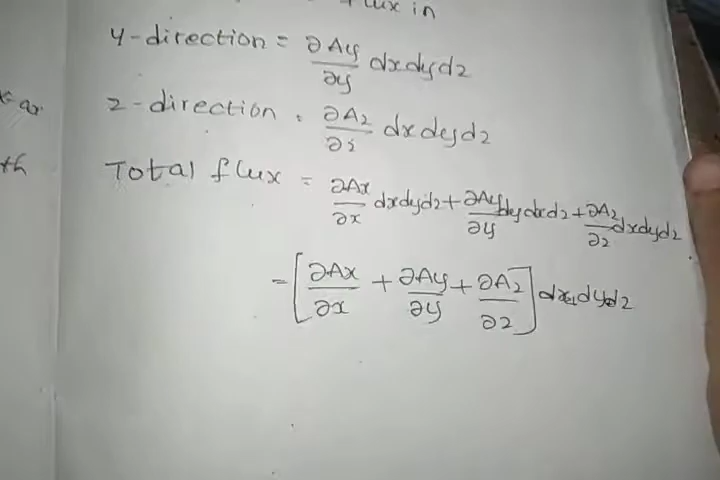 flux in
y-direction = ∂Ay/∂y dxdydz
z-direction = ∂Az/∂z dxdydz
th
Total flux = ∂Ax/∂x dxdydz + ∂Ay/∂y dydxdz + ∂Az/∂z dxdydz
= [∂Ax/∂x + ∂Ay/∂y + ∂Az/∂z] dxdydz